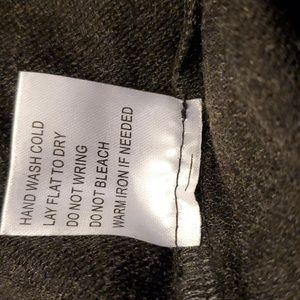 HAND WASH COLD
LAY FLAT TO DRY
DO NOT WRING
DO NOT BLEACH
WARM IRON IF NEEDED